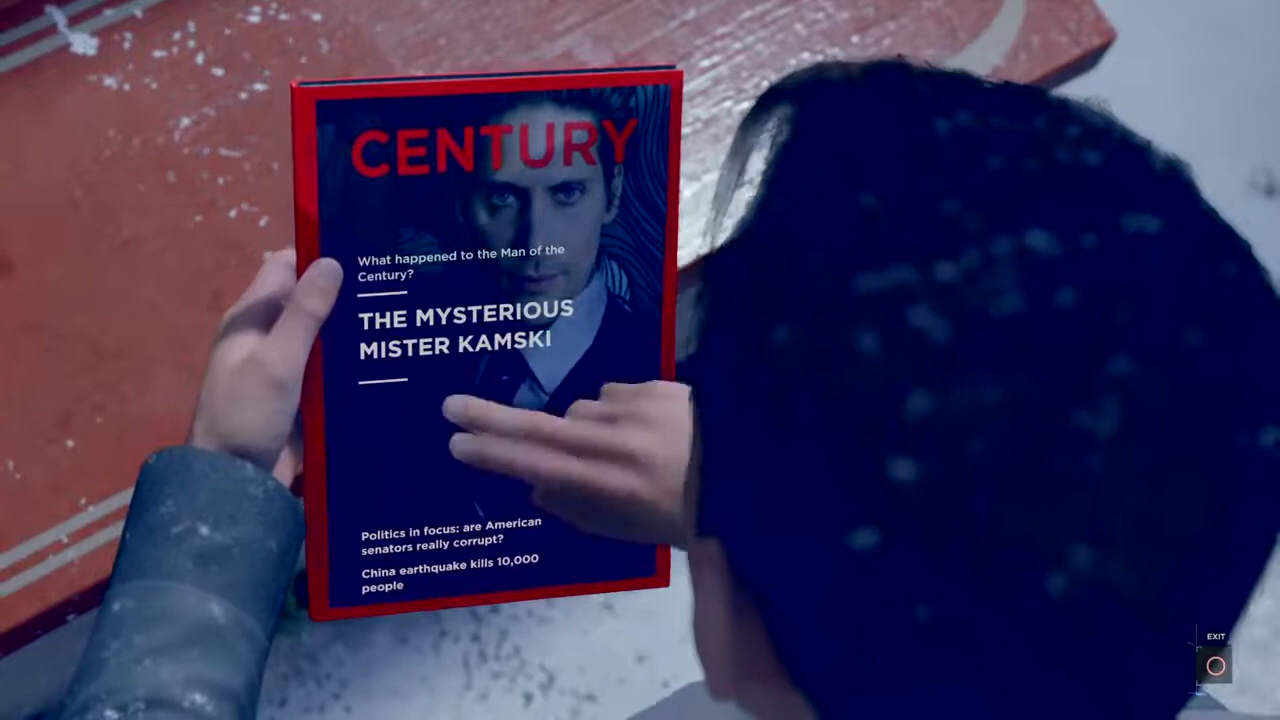 CENTURY
What happened to the Man of the
Century?
THE MYSTERIOUS
MISTER KAMSKI
Politics in focus: are American
senators really corrupt?
China earthquake kills 10,000
people
EXIT